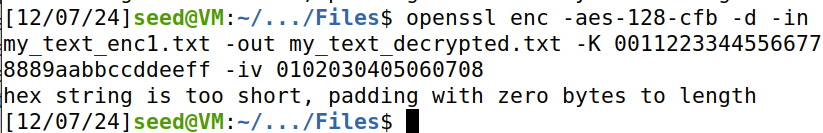 [12/07/24]seed@VM:~/.../Files$ openssl enc -aes-128-cfb -d -in
my_text_enc1.txt -out my_text_decrypted.txt -K 0011223344556677
8889aabbccddeeff -iv 0102030405060708
hex string is too short, padding with zero bytes to length
[12/07/24]seed@VM:~/.../Files$